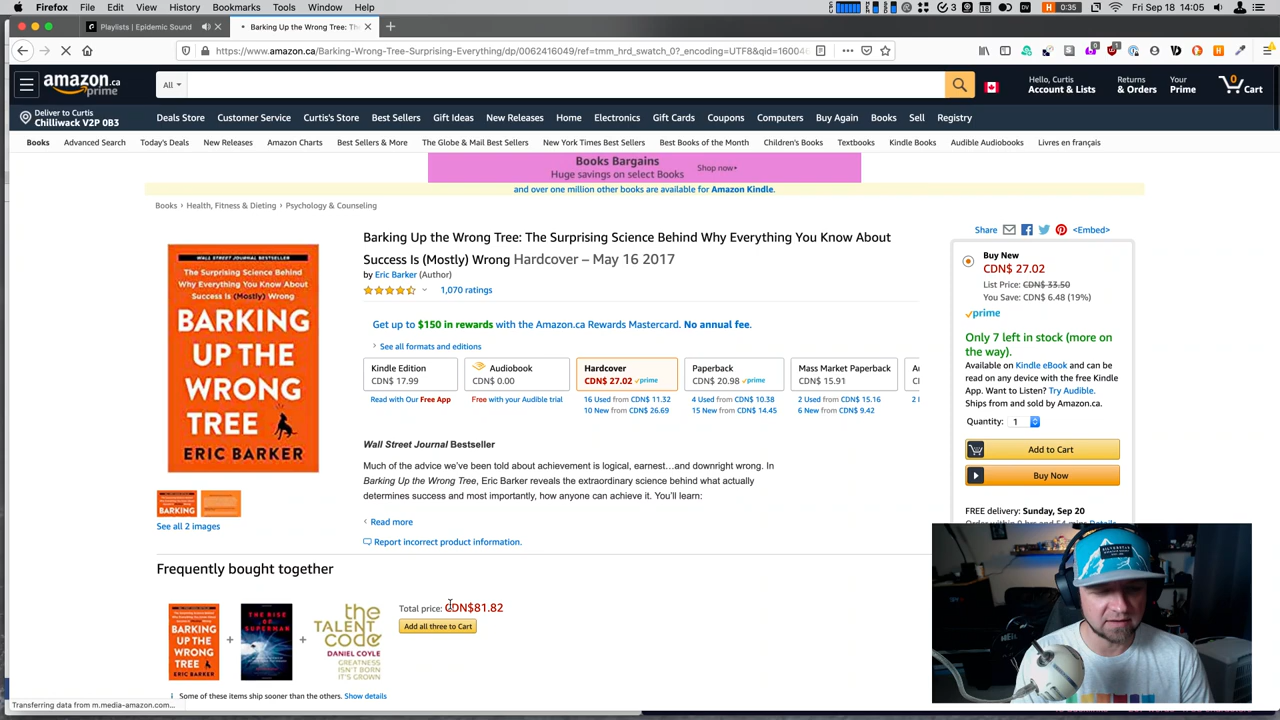 Firefox File Edit View History Bookmarks Tools Window Help
3 DV 0:35 Fri Sep 18 14:05
Playlists | Epidemic Sound
Barking Up the Wrong Tree: Th
https://www.amazon.ca/Barking-Wrong-Tree-Surprising-Everything/dp/0062416049/ref=tmm_hrd_swatch_0?_encoding=UTF8&qid=16004
amazon.ca
prime
All
Hello, Curtis
Account & Lists
Returns
& Orders
Your
Prime
0
Cart
Deliver to Curtis
Chilliwack V2P 0B3
Deals Store Customer Service Curtis's Store Best Sellers Gift Ideas New Releases Home Electronics Gift Cards Coupons Computers Buy Again Books Sell Registry
Books Advanced Search Today's Deals New Releases Amazon Charts Best Sellers & More The Globe & Mail Best Sellers New York Times Best Sellers Best Books of the Month Children's Books Textbooks Kindle Books Audible Audiobooks Livres en français
Books Bargains
Huge savings on select Books
Shop now
and over one million other books are available for Amazon Kindle.
Books › Health, Fitness & Dieting › Psychology & Counseling
WALL STREET JOURNAL BESTSELLER
The Surprising Science Behind
Why Everything You Know About
Success Is (Mostly) Wrong
BARKING
UP THE
WRONG
TREE
ERIC BARKER
See all 2 images
Barking Up the Wrong Tree: The Surprising Science Behind Why Everything You Know About
Success Is (Mostly) Wrong Hardcover – May 16 2017
by Eric Barker (Author)
1,070 ratings
Get up to $150 in rewards with the Amazon.ca Rewards Mastercard. No annual fee.
See all formats and editions
Kindle Edition
CDN$ 17.99
Read with Our Free App
Audiobook
CDN$ 0.00
Free with your Audible trial
Hardcover
CDN$ 27.02 prime
16 Used from CDN$ 11.32
10 New from CDN$ 26.69
Paperback
CDN$ 20.98 prime
4 Used from CDN$ 10.38
15 New from CDN$ 14.45
Mass Market Paperback
CDN$ 15.91
2 Used from CDN$ 15.16
6 New from CDN$ 9.42
Wall Street Journal Bestseller
Much of the advice we've been told about achievement is logical, earnest…and downright wrong. In
Barking Up the Wrong Tree, Eric Barker reveals the extraordinary science behind what actually
determines success and most importantly, how anyone can achieve it. You'll learn:
Read more
Report incorrect product information.
Share <Embed>
Buy New
CDN$ 27.02
List Price: CDN$ 33.50
You Save: CDN$ 6.48 (19%)
prime
Only 7 left in stock (more on
the way).
Available on Kindle eBook and can be
read on any device with the free Kindle
App. Want to Listen? Try Audible.
Ships from and sold by Amazon.ca.
Quantity: 1
Add to Cart
Buy Now
FREE delivery: Sunday, Sep 20
Frequently bought together
BARKING
UP THE
WRONG
TREE
THE RISE
OF
SUPERMAN
the
TALENT
CODE
DANIEL COYLE
GREATNESS
ISN'T BORN
IT'S GROWN
Total price: CDN$81.82
Add all three to Cart
Some of these items ship sooner than the others. Show details
Transferring data from m.media-amazon.com...